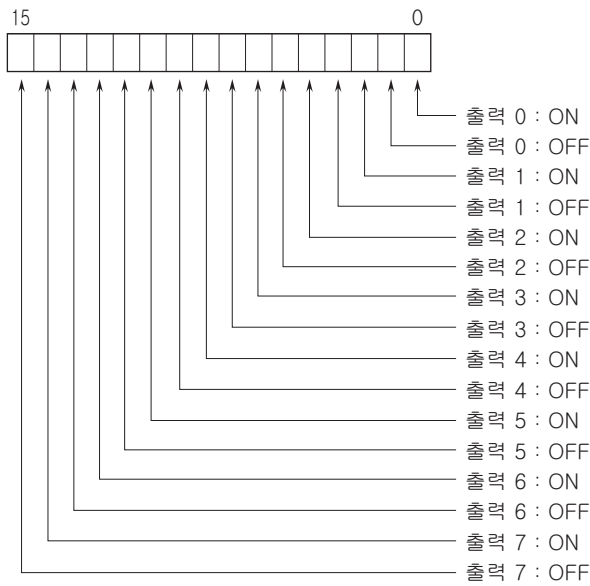 15 0
출력 0 : ON
출력 0 : OFF
출력 1 : ON
출력 1 : OFF
출력 2 : ON
출력 2 : OFF
출력 3 : ON
출력 3 : OFF
출력 4 : ON
출력 4 : OFF
출력 5 : ON
출력 5 : OFF
출력 6 : ON
출력 6 : OFF
출력 7 : ON
출력 7 : OFF